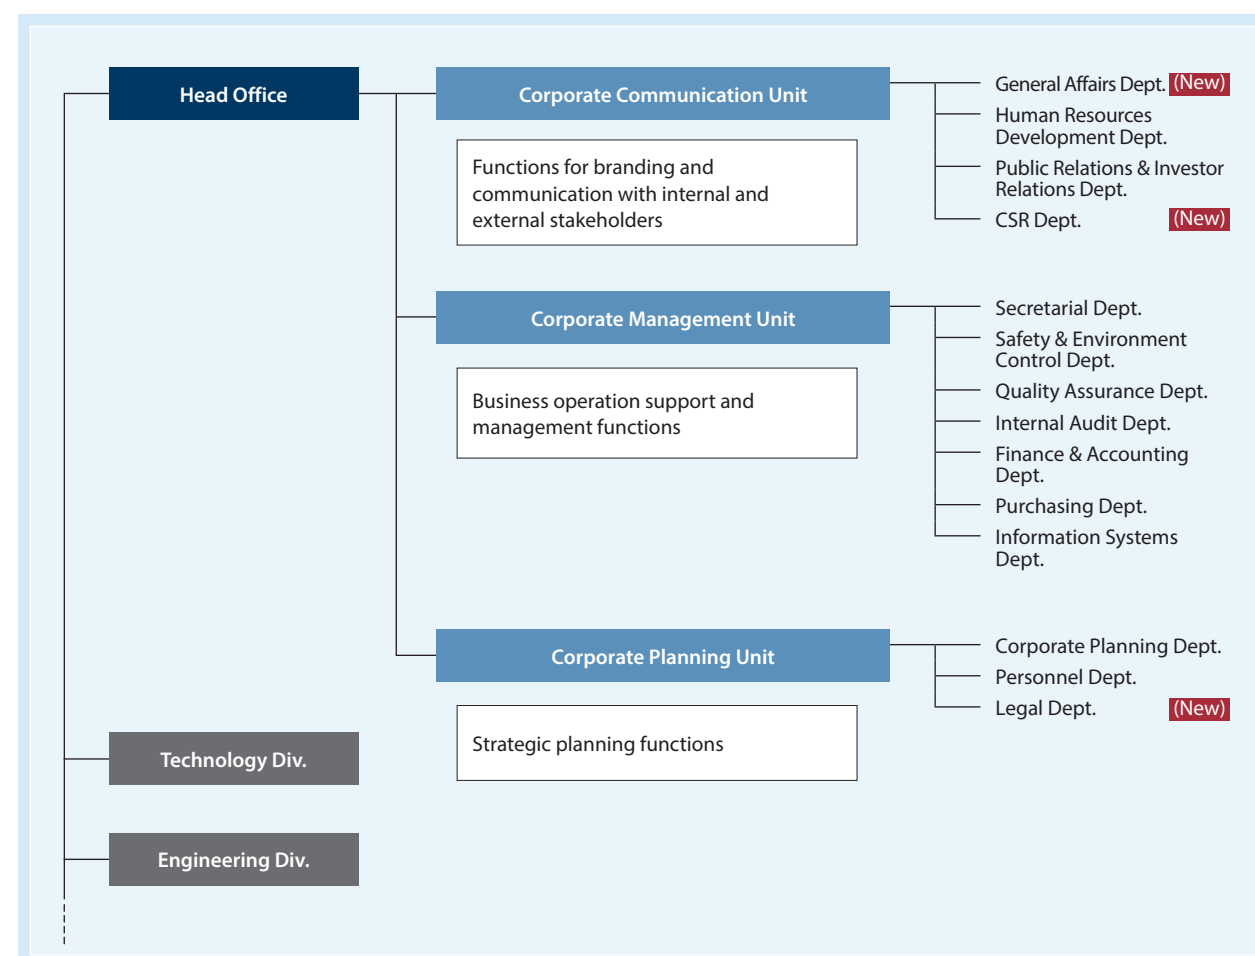 Head Office
Corporate Communication Unit
Functions for branding and
communication with internal and
external stakeholders
General Affairs Dept. (New)
Human Resources
Development Dept.
Public Relations & Investor
Relations Dept.
CSR Dept. (New)
Corporate Management Unit
Business operation support and
management functions
Secretarial Dept.
Safety & Environment
Control Dept.
Quality Assurance Dept.
Internal Audit Dept.
Finance & Accounting
Dept.
Purchasing Dept.
Information Systems
Dept.
Corporate Planning Unit
Strategic planning functions
Corporate Planning Dept.
Personnel Dept.
Legal Dept. (New)
Technology Div.
Engineering Div.